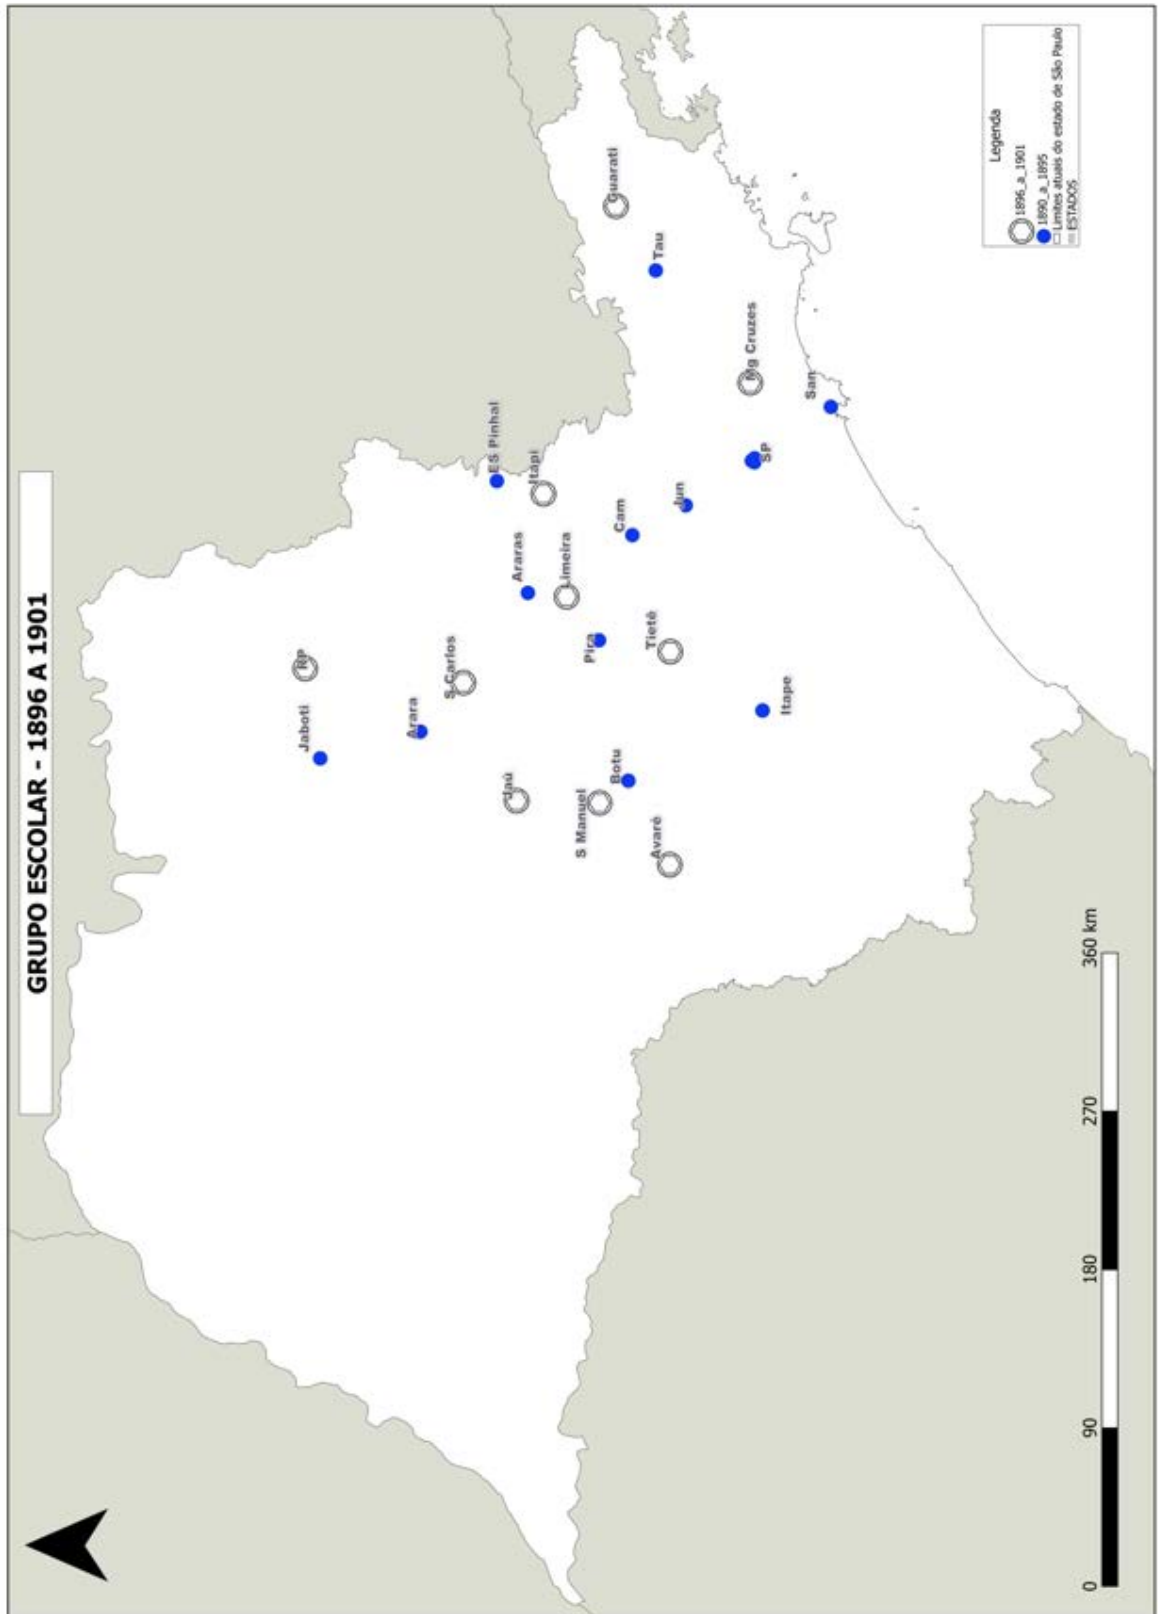 GRUPO ESCOLAR - 1896 A 1901
RP
Jaboti
Arara
S.Carlos
ES Pinhal
Jaú
Araras
Itapi
Limeira
S Manuel
Pira
Botu
Cam
Guarati
Avaré
Tietê
Jun
Tau
Itape
SP
Mg Cruzes
San
Legenda
1896_a_1901
1890_a_1895
Limites atuais do estado de São Paulo
ESTADOS
0 90 180 270 360 km